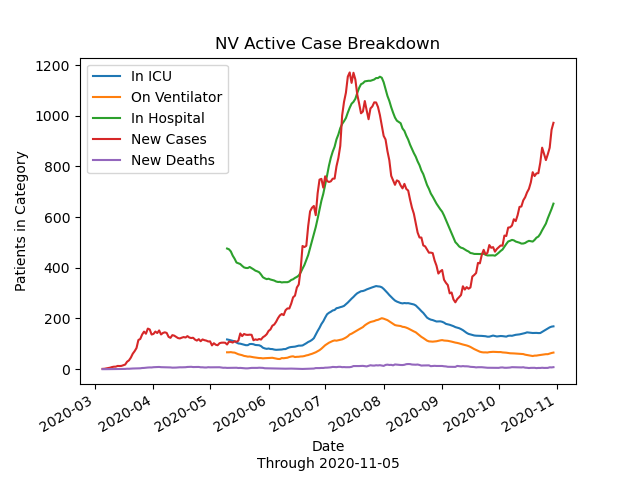 NV Active Case Breakdown
1200
1000
800
600
400
200
0
Patients in Category
In ICU
On Ventilator
In Hospital
New Cases
New Deaths
2020-03
2020-04
2020-05
2020-06
2020-07
2020-08
2020-09
2020-10
2020-11
Date
Through 2020-11-05